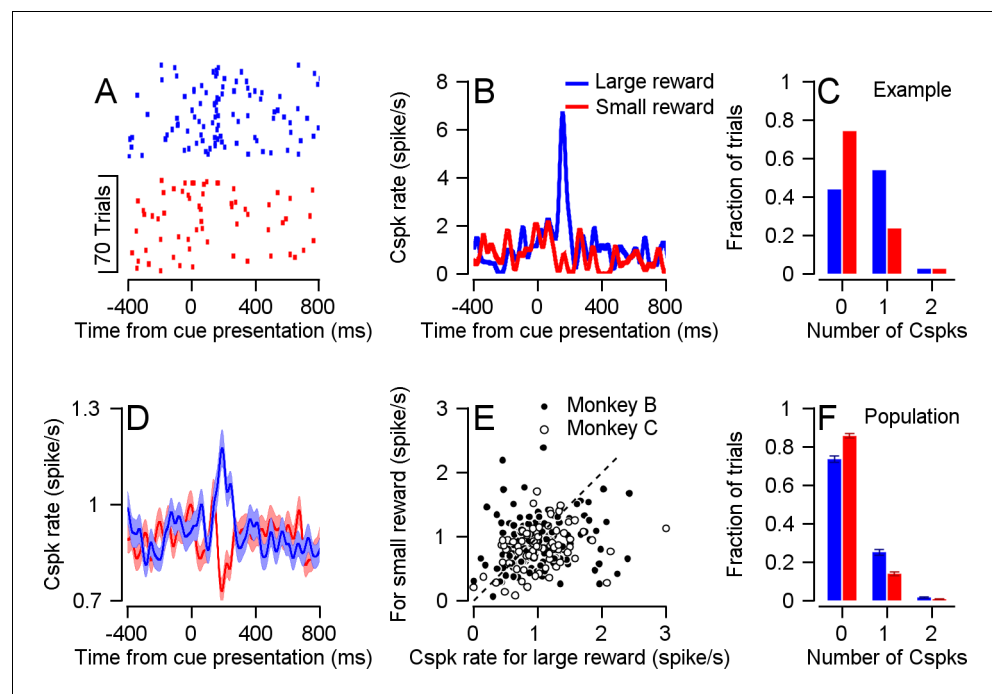 A
70 Trials
-400 0 400 800
Time from cue presentation (ms)
B
Large reward
Small reward
Cspk rate (spike/s)
8
6
4
2
0
-400 0 400 800
Time from cue presentation (ms)
C
Example
Fraction of trials
1
0.8
0.6
0.4
0.2
0
0 1 2
Number of Cspks
D
Cspk rate (spike/s)
1.3
1
0.7
-400 0 400 800
Time from cue presentation (ms)
E
Monkey B
Monkey C
For small reward (spike/s)
3
2
1
0
0 1 2 3
Cspk rate for large reward (spike/s)
F
Population
Fraction of trials
1
0.8
0.6
0.4
0.2
0
0 1 2
Number of Cspks